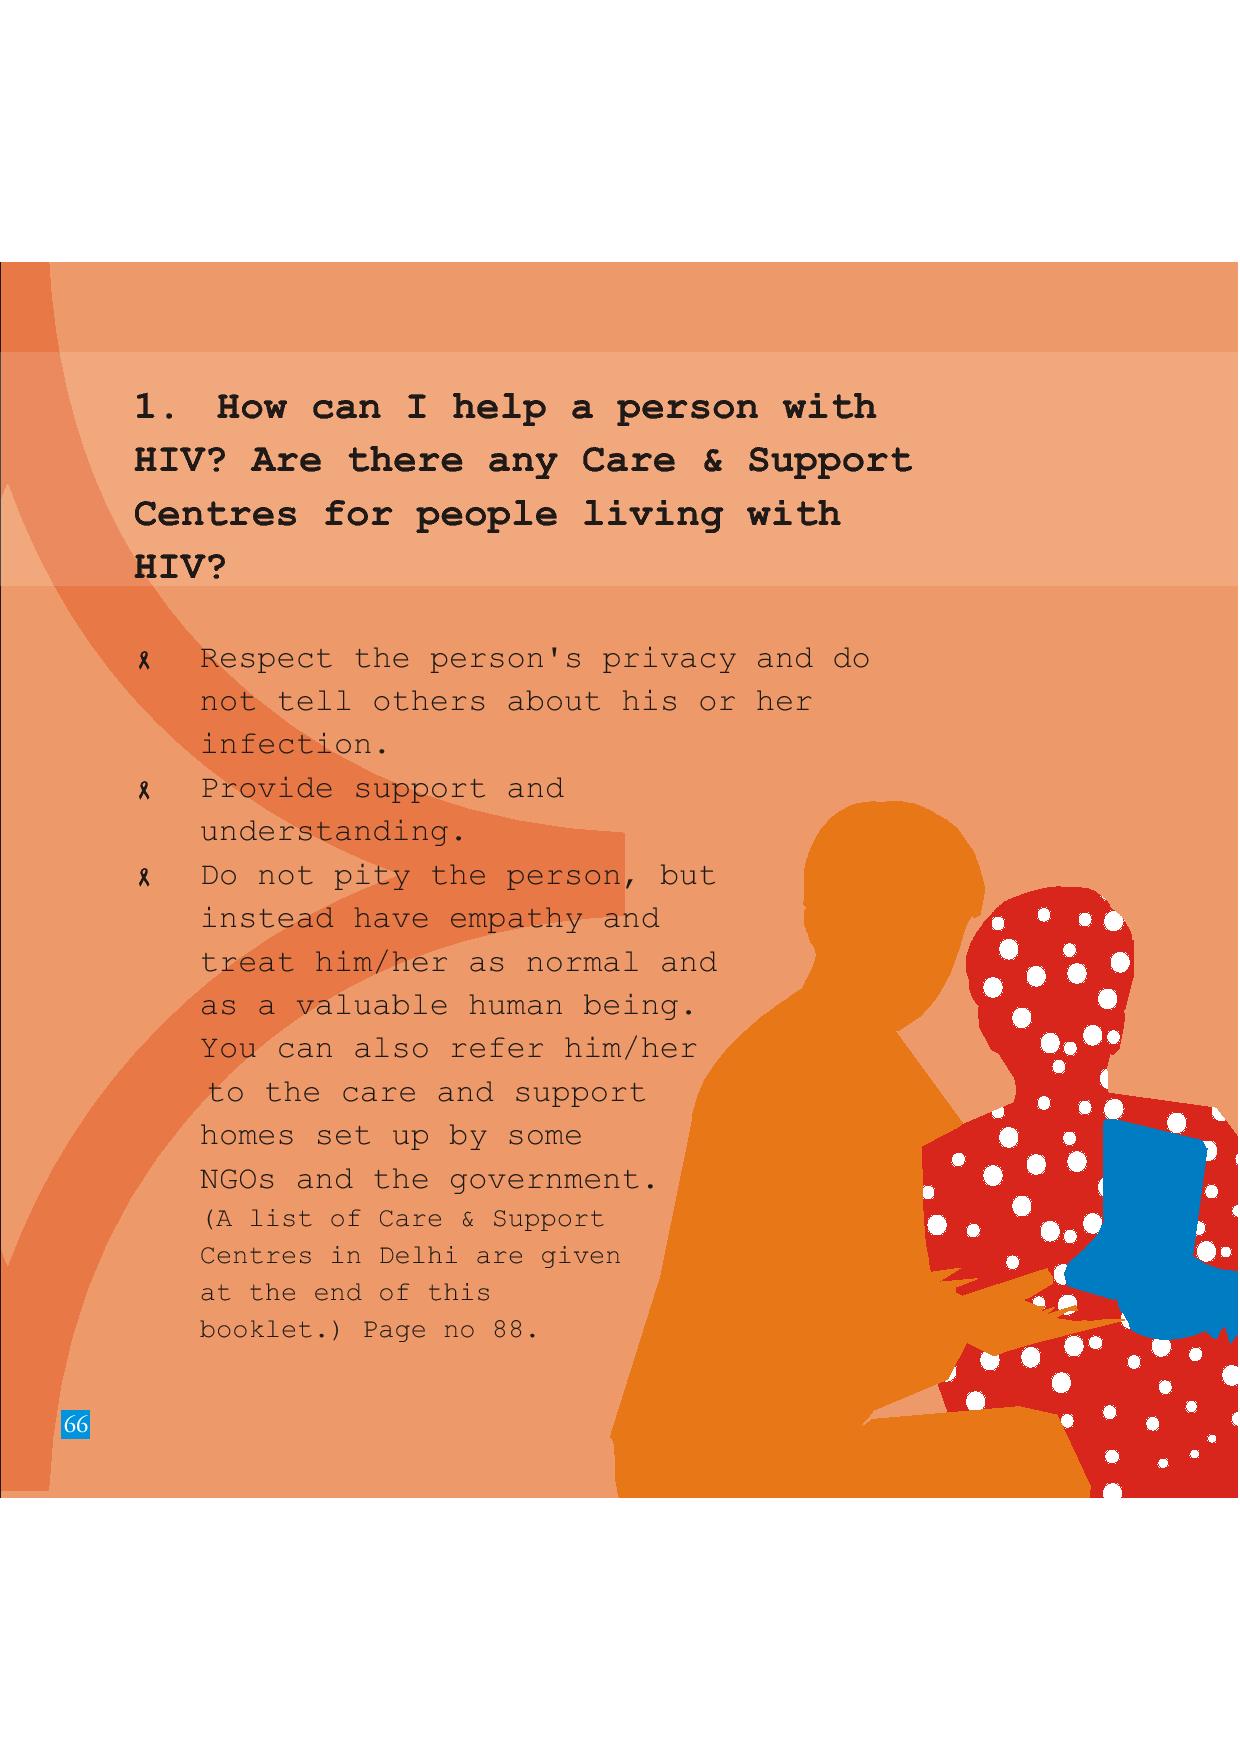 1. How can I help a person with
HIV? Are there any Care & Support
Centres for people living with
HIV?
Respect the person's privacy and do
not tell others about his or her
infection.
Provide support and
understanding.
Do not pity the person, but
instead have empathy and
treat him/her as normal and
as a valuable human being.
You can also refer him/her
to the care and support
homes set up by some
NGOs and the government.
(A list of Care & Support
Centres in Delhi are given
at the end of this
booklet.) Page no 88.
66